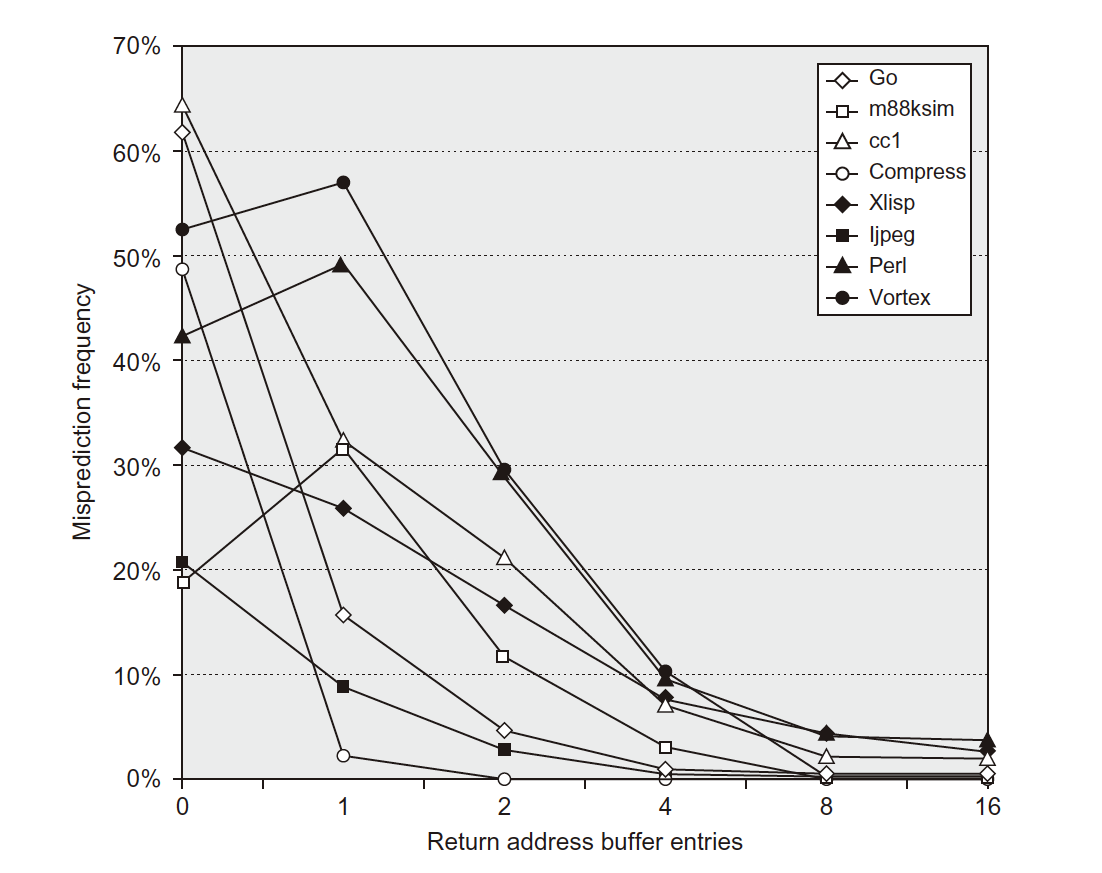 70%
60%
50%
40%
30%
20%
10%
0%
Misprediction frequency
Go
m88ksim
cc1
Compress
Xlisp
Ijpeg
Perl
Vortex
0 1 2 4 8 16
Return address buffer entries